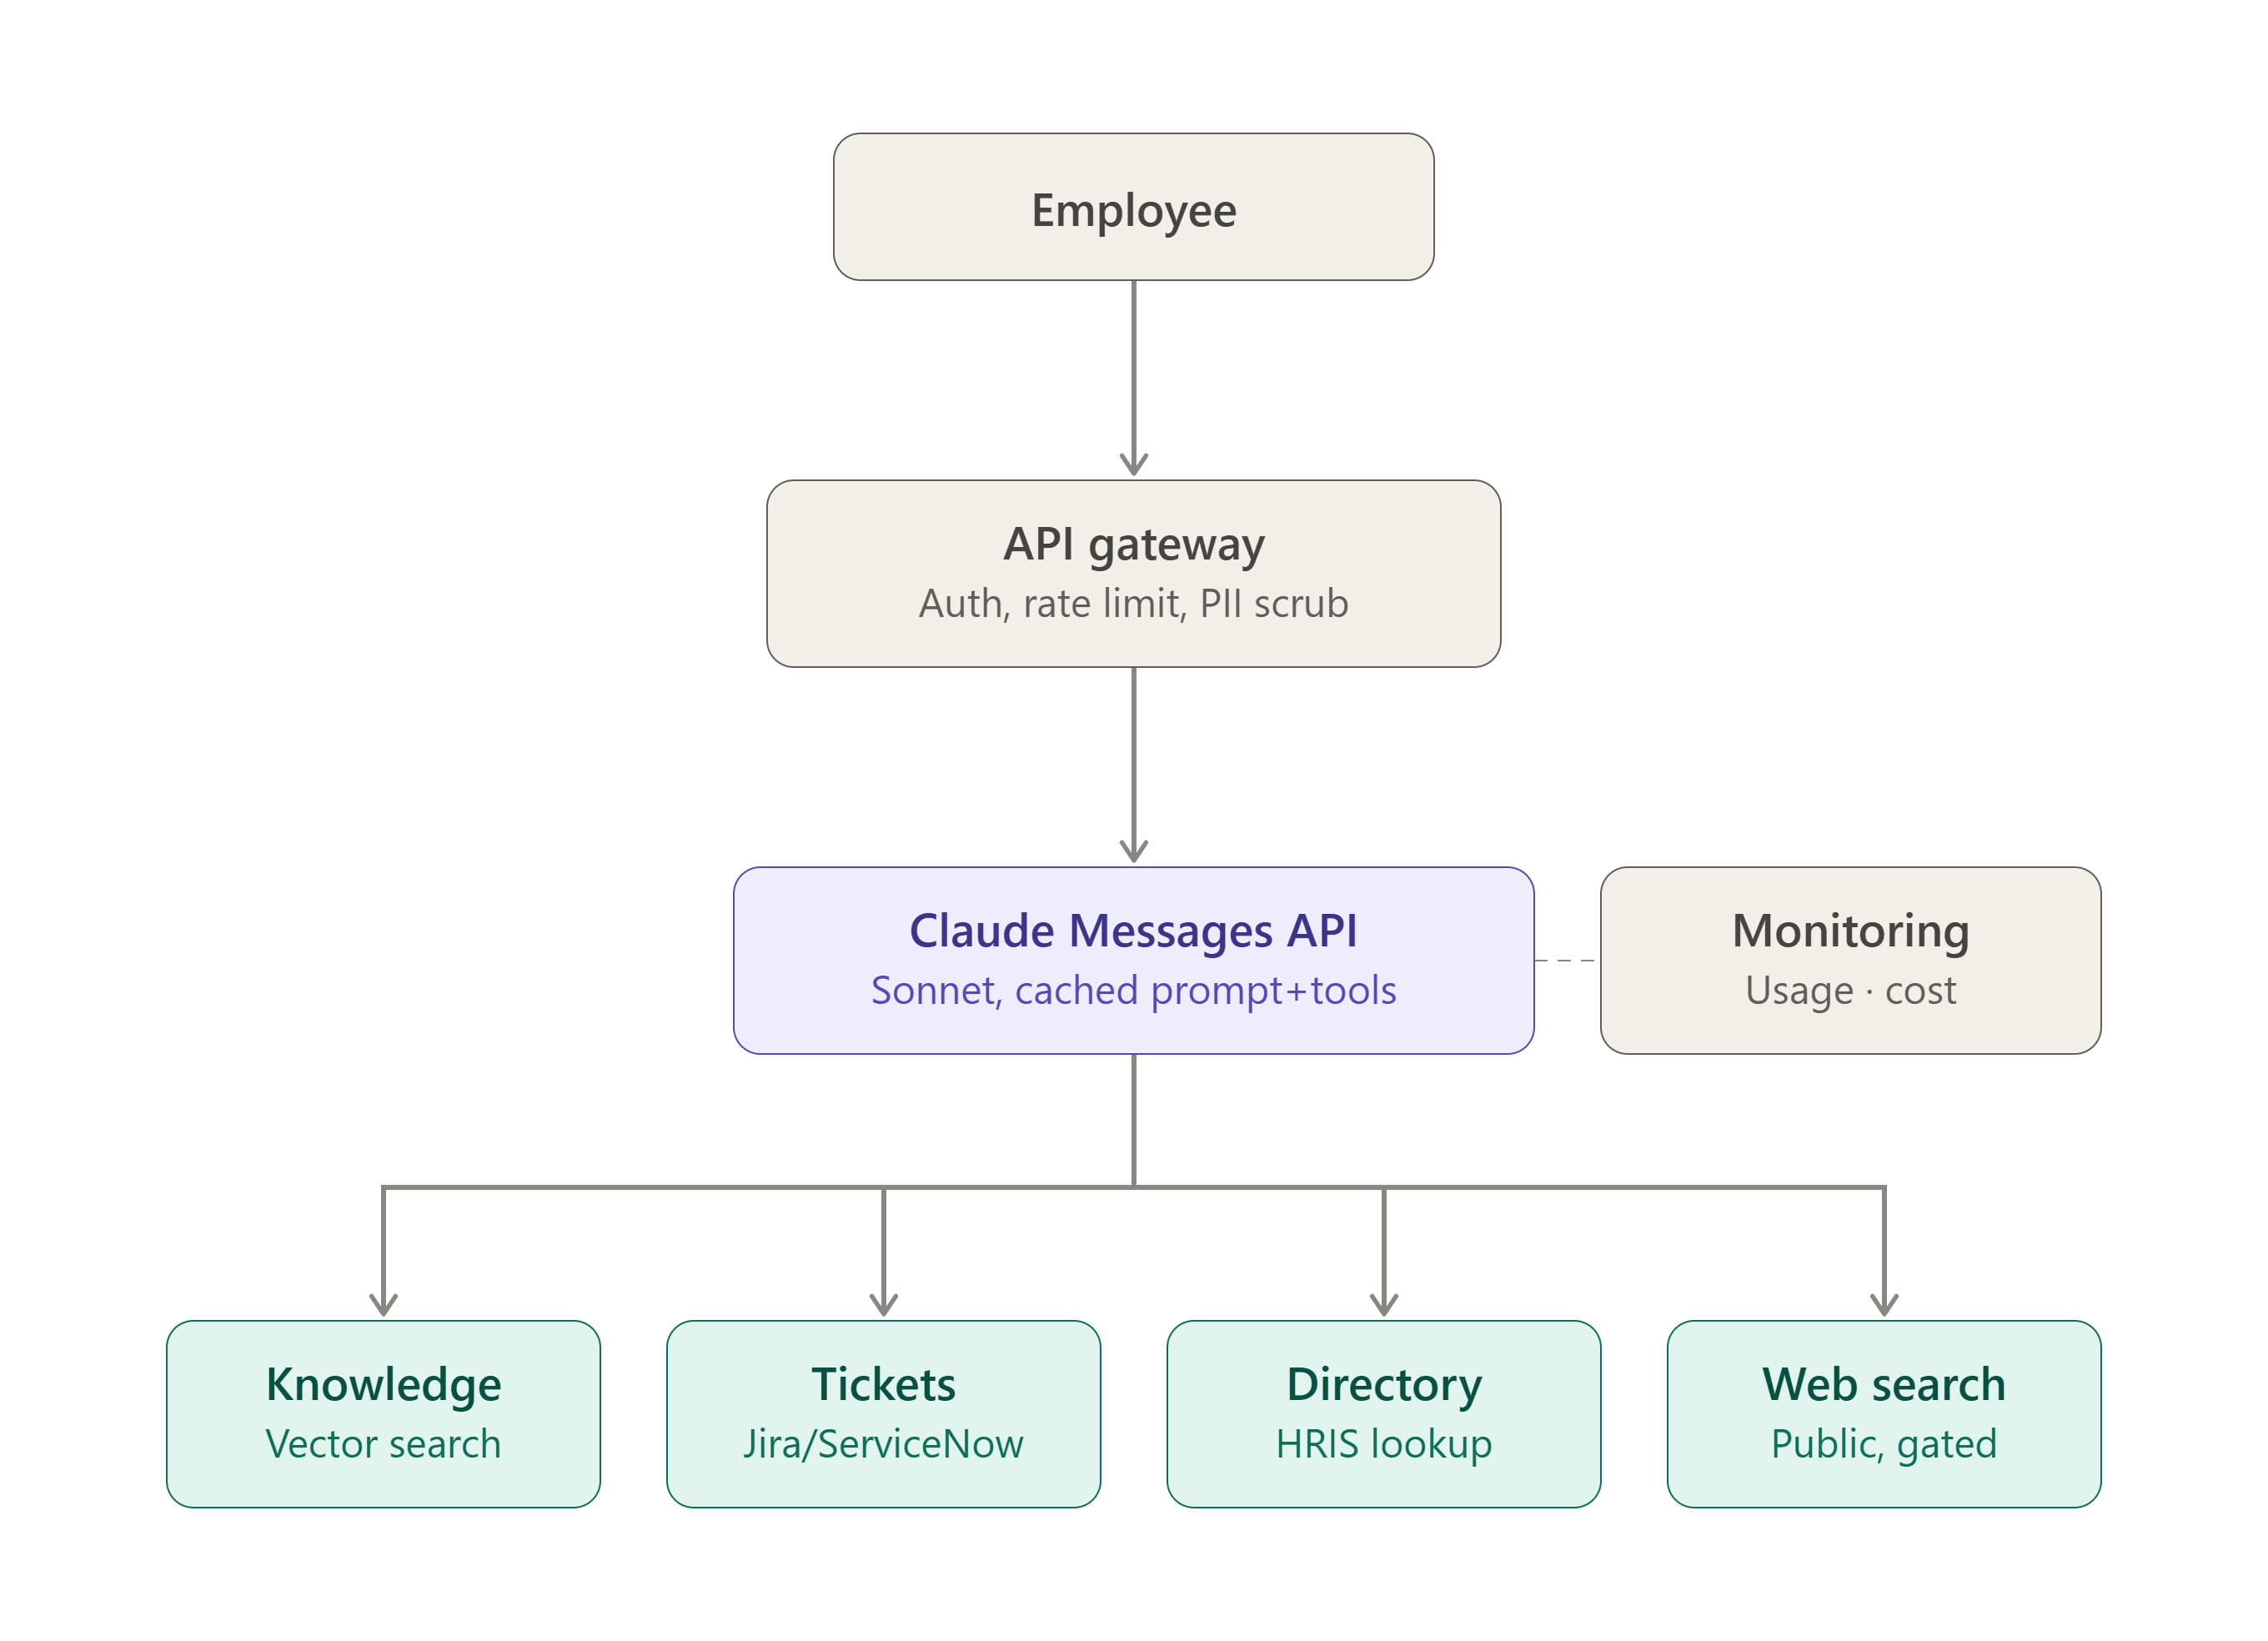 Employee
API gateway
Auth, rate limit, PII scrub
Claude Messages API
Sonnet, cached prompt+tools
Monitoring
Usage · cost
Knowledge
Vector search
Tickets
Jira/ServiceNow
Directory
HRIS lookup
Web search
Public, gated